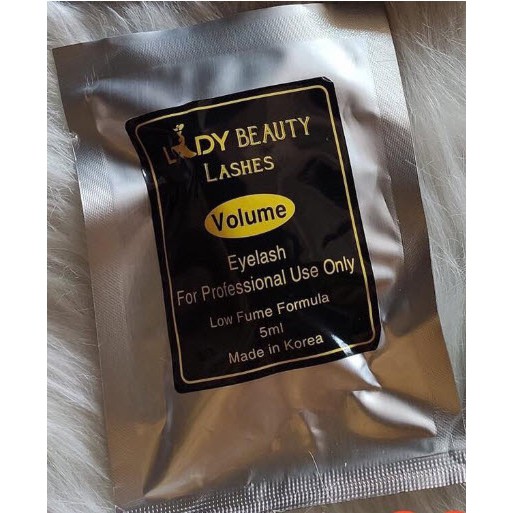 LADY BEAUTY
LASHES
Volume
Eyelash
For Professional Use Only
Low Fume Formula
5ml
Made in Korea